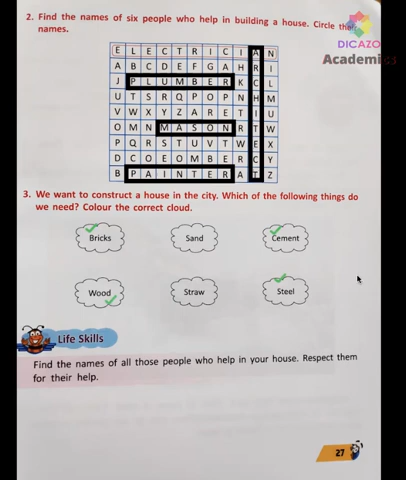 2. Find the names of six people who help in building a house. Circle their
names.
DICAZO
Academics
E L E C T R I C I A N
A B C D E F G A H R I
J P L U M B E R K C L
U T S R Q P O P N H M
V W X Y Z A R E T I U
O M N M A S O N R T W
P Q R S T U V T W E X
D C O E O M B E R C Y
B P A I N T E R A T Z
3. We want to construct a house in the city. Which of the following things do
we need? Colour the correct cloud.
Bricks Sand Cement
Wood Straw Steel
Life Skills
Find the names of all those people who help in your house. Respect them
for their help.
27